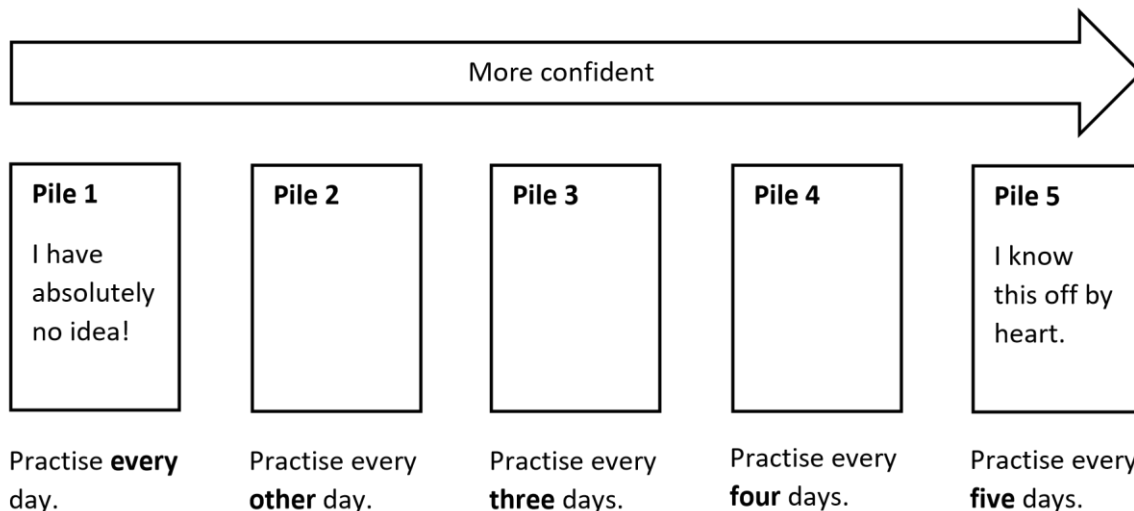 More confident
Pile 1
I have
absolutely
no idea!
Pile 2
Pile 3
Pile 4
Pile 5
I know
this off by
heart.
Practise every
day.
Practise every
other day.
Practise every
three days.
Practise every
four days.
Practise every
five days.